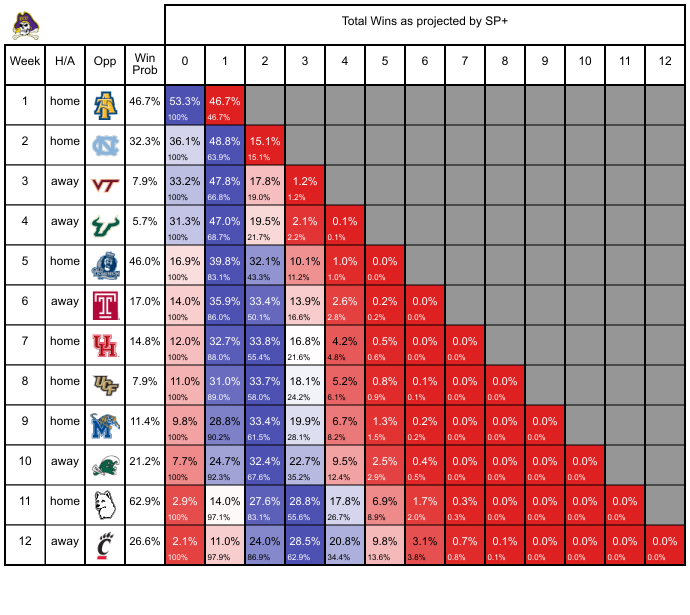 Total Wins as projected by SP+
Week H/A Opp Win Prob 0 1 2 3 4 5 6 7 8 9 10 11 12
1 home 46.7% 53.3% 46.7%
100% 46.7%
2 home 32.3% 36.1% 48.8% 15.1%
100% 63.9% 15.1%
3 away VT 7.9% 33.2% 47.8% 17.8% 1.2%
100% 66.8% 19.0% 1.2%
4 away 5.7% 31.3% 47.0% 19.5% 2.1% 0.1%
100% 68.7% 21.7% 2.2% 0.1%
5 home 46.0% 16.9% 39.8% 32.1% 10.1% 1.0% 0.0%
100% 83.1% 43.3% 11.2% 1.0% 0.0%
6 away T 17.0% 14.0% 35.9% 33.4% 13.9% 2.6% 0.2% 0.0%
100% 86.0% 50.1% 16.6% 2.8% 0.2% 0.0%
7 home UH 14.8% 12.0% 32.7% 33.8% 16.8% 4.2% 0.5% 0.0% 0.0%
100% 88.0% 55.4% 21.6% 4.8% 0.6% 0.0% 0.0%
8 home UCF 7.9% 11.0% 31.0% 33.7% 18.1% 5.2% 0.8% 0.1% 0.0% 0.0%
100% 89.0% 58.0% 24.2% 6.1% 0.9% 0.1% 0.0% 0.0%
9 home M 11.4% 9.8% 28.8% 33.4% 19.9% 6.7% 1.3% 0.2% 0.0% 0.0% 0.0%
100% 90.2% 61.5% 28.1% 8.2% 1.5% 0.2% 0.0% 0.0% 0.0%
10 away 21.2% 7.7% 24.7% 32.4% 22.7% 9.5% 2.5% 0.4% 0.0% 0.0% 0.0% 0.0%
100% 92.3% 67.6% 35.2% 12.4% 2.9% 0.5% 0.0% 0.0% 0.0% 0.0%
11 home 62.9% 2.9% 14.0% 27.6% 28.8% 17.8% 6.9% 1.7% 0.3% 0.0% 0.0% 0.0% 0.0%
100% 97.1% 83.1% 55.6% 26.7% 8.9% 2.0% 0.3% 0.0% 0.0% 0.0% 0.0%
12 away C 26.6% 2.1% 11.0% 24.0% 28.5% 20.8% 9.8% 3.1% 0.7% 0.1% 0.0% 0.0% 0.0% 0.0%
100% 97.9% 86.9% 62.9% 34.4% 13.6% 3.8% 0.8% 0.1% 0.0% 0.0% 0.0% 0.0%